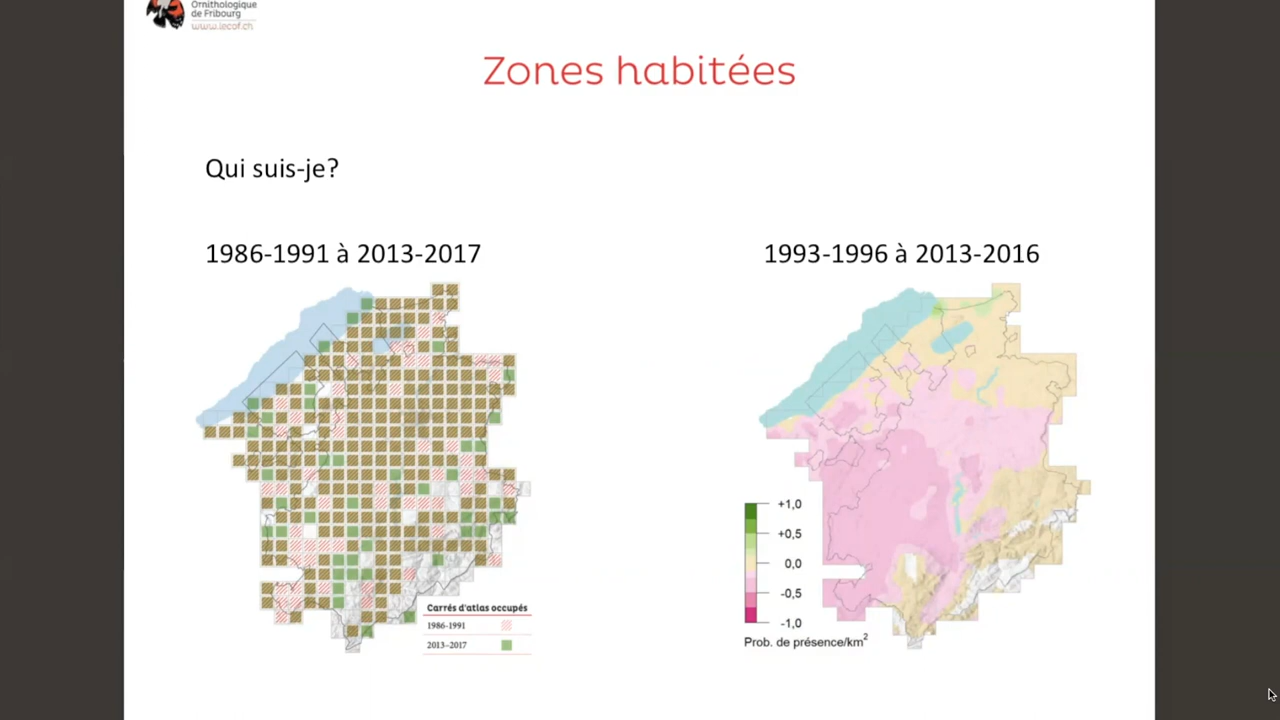 Ornithologique
de Fribourg
www.lecof.ch
Zones habitées
Qui suis-je?
1986-1991 à 2013-2017
1993-1996 à 2013-2016
+1,0
+0,5
0,0
-0,5
-1,0
Prob. de présence/km²
Carrés d'atlas occupés
1986-1991
2013–2017